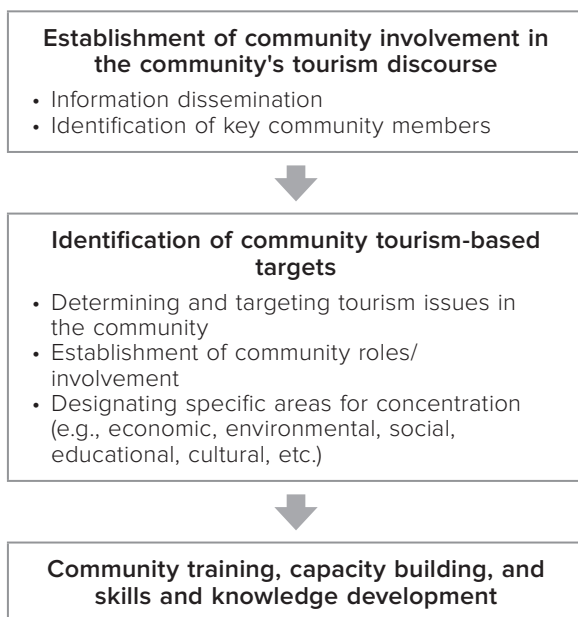 Establishment of community involvement in
the community's tourism discourse
• Information dissemination
• Identification of key community members
Identification of community tourism-based
targets
• Determining and targeting tourism issues in
the community
• Establishment of community roles/
involvement
• Designating specific areas for concentration
(e.g., economic, environmental, social,
educational, cultural, etc.)
Community training, capacity building, and
skills and knowledge development